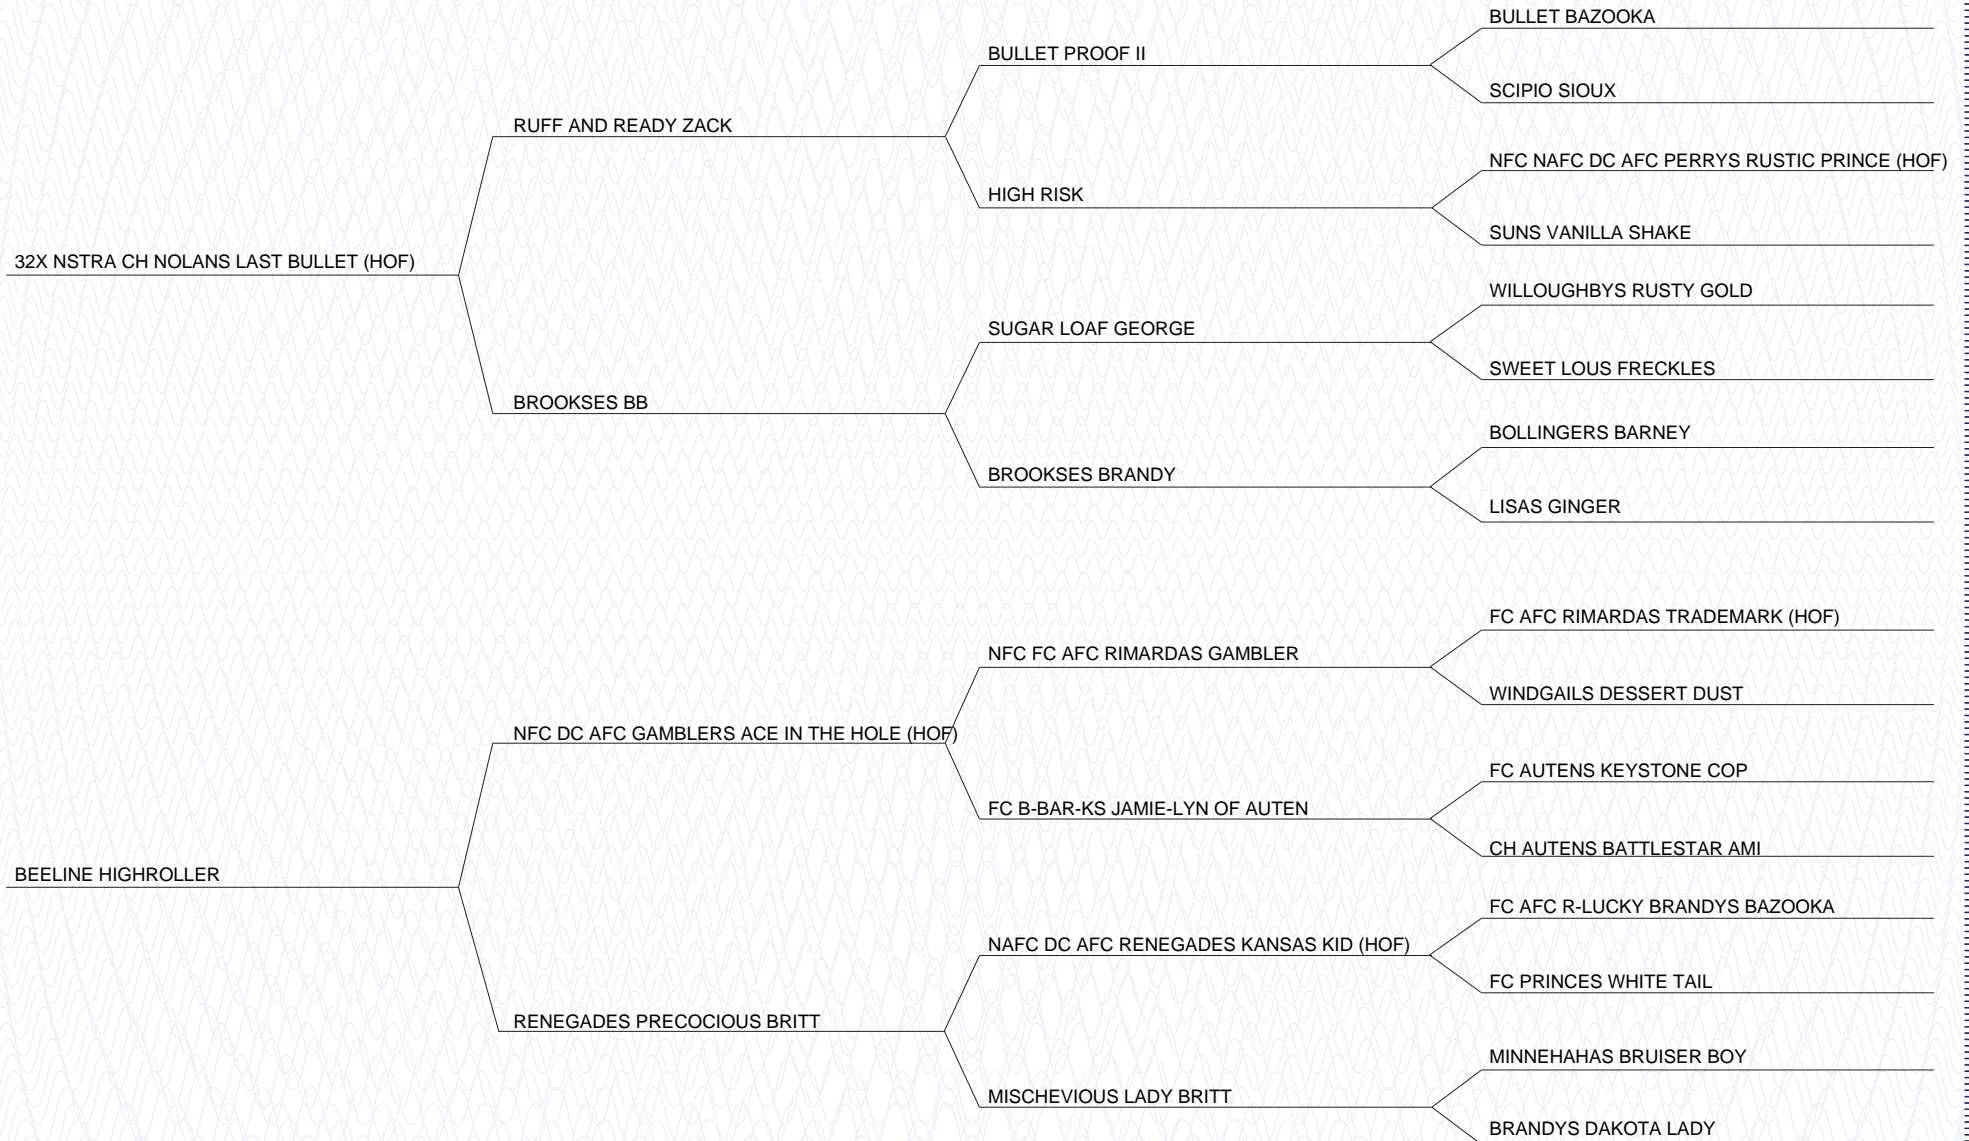 BULLET BAZOOKA
BULLET PROOF II
SCIPIO SIOUX
RUFF AND READY ZACK
NFC NAFC DC AFC PERRYS RUSTIC PRINCE (HOF)
HIGH RISK
SUNS VANILLA SHAKE
32X NSTRA CH NOLANS LAST BULLET (HOF)
WILLOUGHBYS RUSTY GOLD
SUGAR LOAF GEORGE
SWEET LOUS FRECKLES
BROOKSES BB
BOLLINGERS BARNEY
BROOKSES BRANDY
LISAS GINGER
FC AFC RIMARDAS TRADEMARK (HOF)
NFC FC AFC RIMARDAS GAMBLER
WINDGAILS DESSERT DUST
NFC DC AFC GAMBLERS ACE IN THE HOLE (HOF)
FC AUTENS KEYSTONE COP
FC B-BAR-KS JAMIE-LYN OF AUTEN
CH AUTENS BATTLESTAR AMI
BEELINE HIGHROLLER
FC AFC R-LUCKY BRANDYS BAZOOKA
NAFC DC AFC RENEGADES KANSAS KID (HOF)
FC PRINCES WHITE TAIL
RENEGADES PRECOCIOUS BRITT
MINNEHAHAS BRUISER BOY
MISCHEVIOUS LADY BRITT
BRANDYS DAKOTA LADY